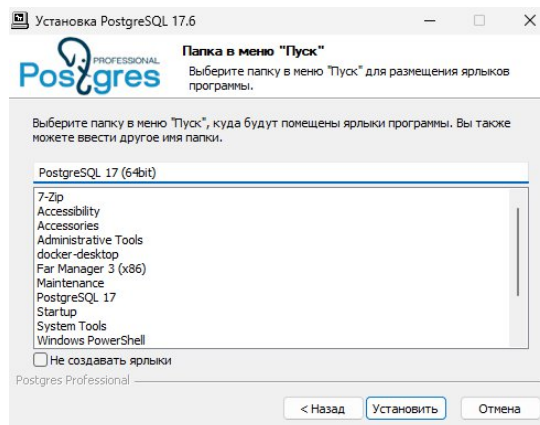 Установка PostgreSQL 17.6
PROFESSIONAL
Postgres
Папка в меню "Пуск"
Выберите папку в меню "Пуск" для размещения ярлыков
программы.
Выберите папку в меню "Пуск", куда будут помещены ярлыки программы. Вы также
можете ввести другое имя папки.
PostgreSQL 17 (64bit)
7-Zip
Accessibility
Accessories
Administrative Tools
docker-desktop
Far Manager 3 (x86)
Maintenance
PostgreSQL 17
Startup
System Tools
Windows PowerShell
Не создавать ярлыки
Postgres Professional
< Назад Установить Отмена